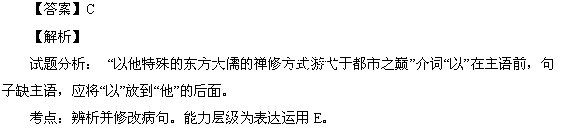 【答案】C
【解析】
试题分析： “以他特殊的东方大儒的禅修方式游弋于都市之巅”介词“以”在主语前，句
子缺主语，应将“以”放到“他”的后面。
考点：辨析并修改病句。能力层级为表达运用 E。